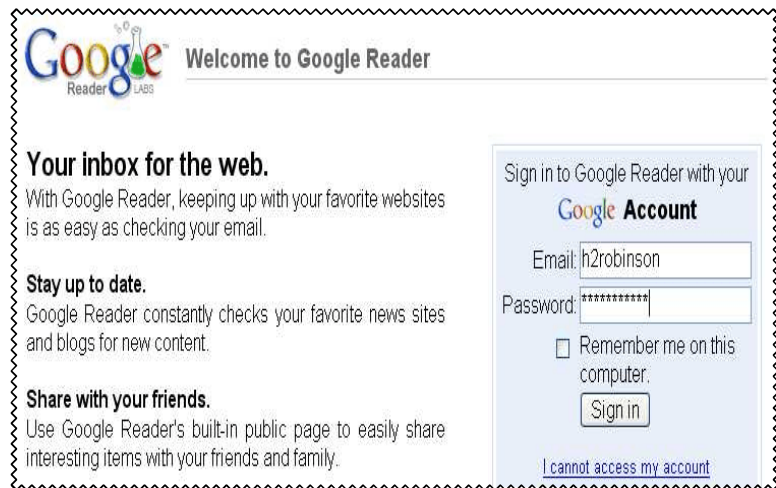 Google
Reader LABS
Welcome to Google Reader
Your inbox for the web.
With Google Reader, keeping up with your favorite websites
is as easy as checking your email.
Stay up to date.
Google Reader constantly checks your favorite news sites
and blogs for new content.
Share with your friends.
Use Google Reader's built-in public page to easily share
interesting items with your friends and family.
Sign in to Google Reader with your
Google Account
Email: h2robinson
Password: ***********
Remember me on this
computer.
Sign in
I cannot access my account